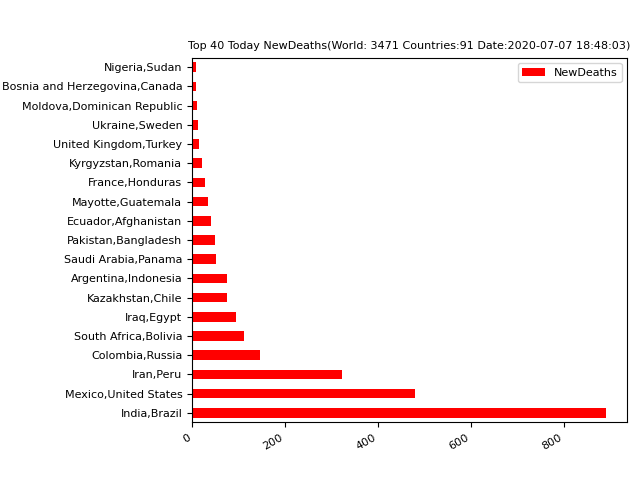 Top 40 Today NewDeaths(World: 3471 Countries:91 Date:2020-07-07 18:48:03)
NewDeaths
Nigeria,Sudan
Bosnia and Herzegovina,Canada
Moldova,Dominican Republic
Ukraine,Sweden
United Kingdom,Turkey
Kyrgyzstan,Romania
France,Honduras
Mayotte,Guatemala
Ecuador,Afghanistan
Pakistan,Bangladesh
Saudi Arabia,Panama
Argentina,Indonesia
Kazakhstan,Chile
Iraq,Egypt
South Africa,Bolivia
Colombia,Russia
Iran,Peru
Mexico,United States
India,Brazil
0 200 400 600 800